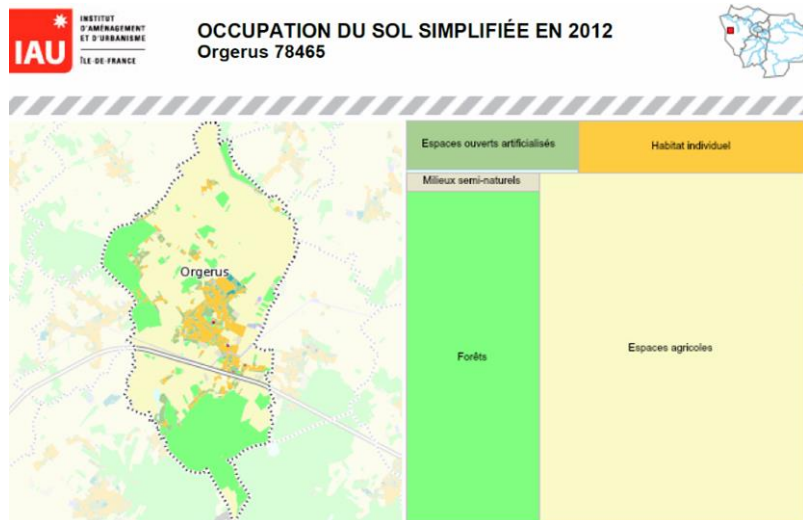 IAU
INSTITUT
D'AMÉNAGEMENT
ET D'URBANISME
ÎLE-DE-FRANCE
OCCUPATION DU SOL SIMPLIFIÉE EN 2012
Orgerus 78465
Orgerus
Espaces ouverts artificialisés
Habitat individuel
Milieux semi-naturels
Forêts
Espaces agricoles